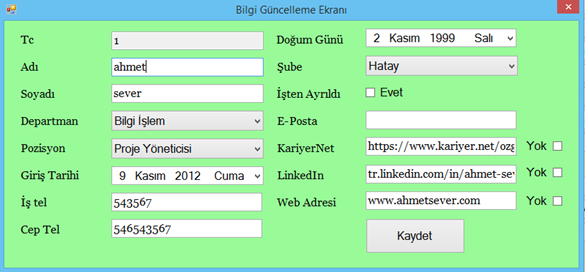 Bilgi Güncelleme Ekranı
Tc 1
Adı ahmet
Soyadı sever
Departman Bilgi İşlem
Pozisyon Proje Yöneticisi
Giriş Tarihi 9 Kasım 2012 Cuma
İş tel 543567
Cep Tel 546543567
Doğum Günü 2 Kasım 1999 Salı
Şube Hatay
İşten Ayrıldı Evet
E-Posta
KariyerNet https://www.kariyer.net/ozg Yok
LinkedIn tr.linkedin.com/in/ahmet-sev Yok
Web Adresi www.ahmetsever.com Yok
Kaydet